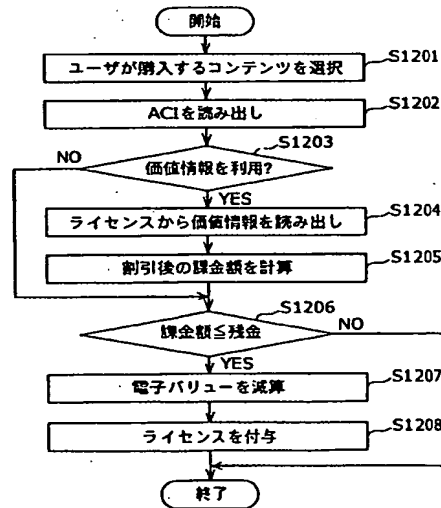 開始
S1201
ユーザが購入するコンテンツを選択
S1202
ACIを読み出し
S1203
NO
価値情報を利用?
YES
S1204
ライセンスから価値情報を読み出し
S1205
割引後の課金額を計算
S1206
NO
課金額≦残金
YES
S1207
電子バリューを減算
S1208
ライセンスを付与
終了